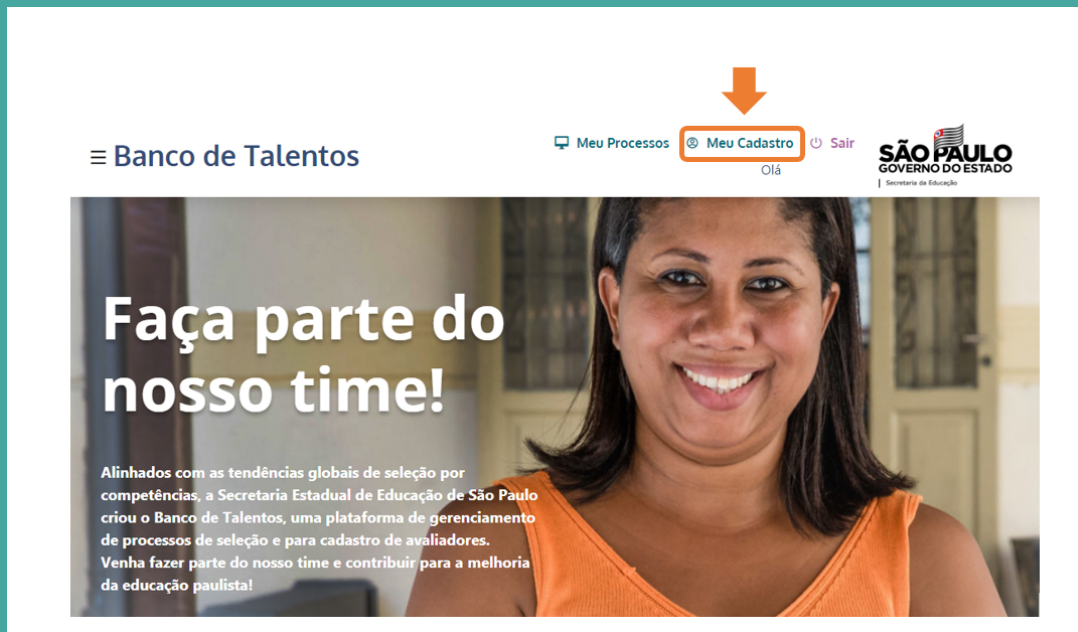 ☰ Banco de Talentos
Meu Processos
Meu Cadastro
Sair
Olá
SÃO PAULO
GOVERNO DO ESTADO
Secretaria da Educação
Faça parte do
nosso time!
Alinhados com as tendências globais de seleção por
competências, a Secretaria Estadual de Educação de São Paulo
criou o Banco de Talentos, uma plataforma de gerenciamento
de processos de seleção e para cadastro de avaliadores.
Venha fazer parte do nosso time e contribuir para a melhoria
da educação paulista!